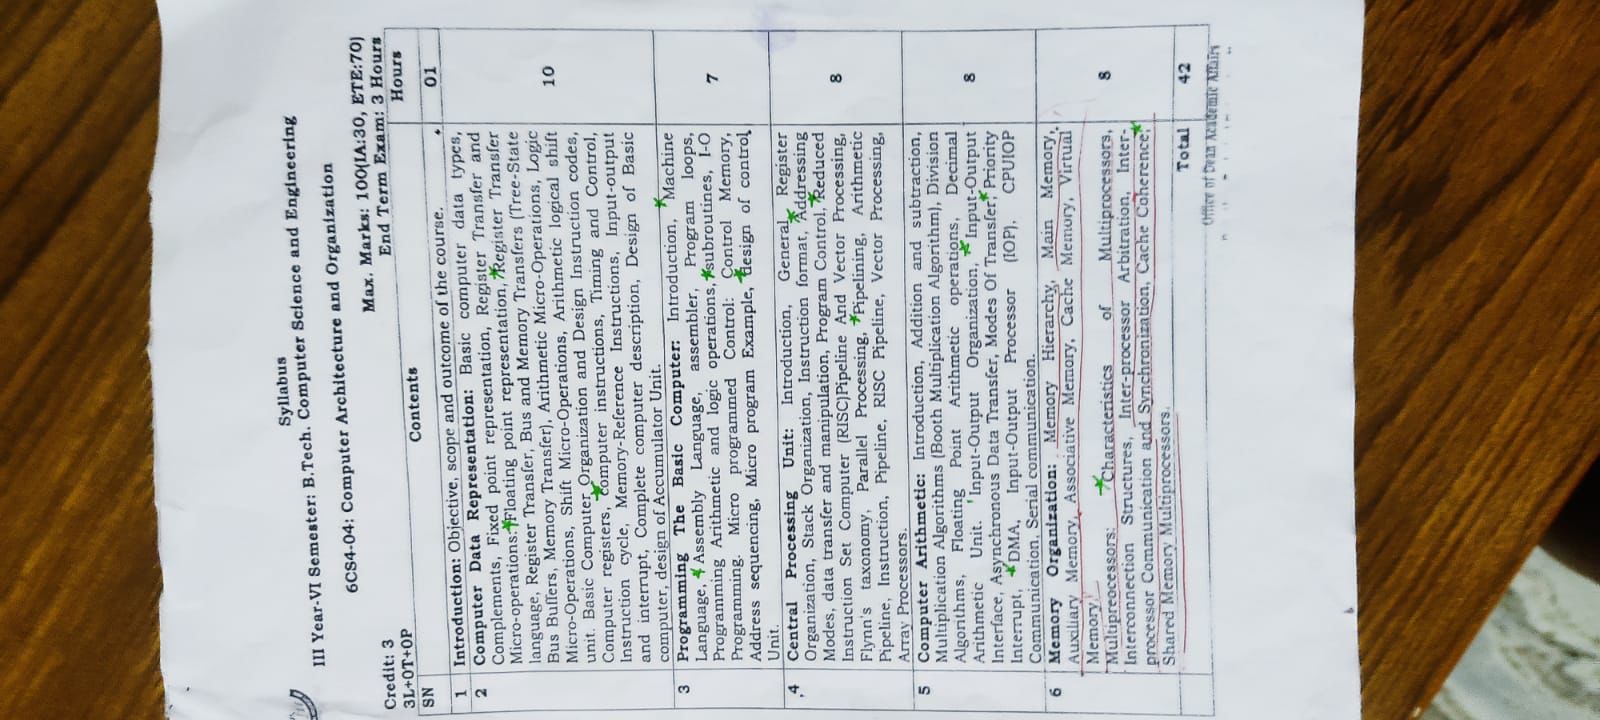 Syllabus
III Year-VI Semester: B.Tech. Computer Science and Engineering
6CS4-04: Computer Architecture and Organization
Max. Marks: 100(IA:30, ETE:70)
Credit: 3
End Term Exam: 3 Hours
3L+0T+0P
SN Contents Hours
1 Introduction: Objective, scope and outcome of the course. 01
2 Computer Data Representation: Basic computer data types,
Complements, Fixed point representation, Register Transfer and
Micro-operations: Floating point representation, Register Transfer
language, Register Transfer, Bus and Memory Transfers (Tree-State
Bus Buffers, Memory Transfer), Arithmetic Micro-Operations, Logic
Micro-Operations, Shift Micro-Operations, Arithmetic logical shift
unit. Basic Computer Organization and Design Instruction codes,
Computer registers, computer instructions, Timing and Control,
Instruction cycle, Memory-Reference Instructions, Input-output
and interrupt, Complete computer description, Design of Basic
computer, design of Accumulator Unit.
10
3 Programming The Basic Computer: Introduction, Machine
Language, Assembly Language, assembler, Program loops,
Programming Arithmetic and logic operations, subroutines, I-O
Programming. Micro programmed Control: Control Memory,
Address sequencing, Micro program Example, design of control
Unit.
7
4 Central Processing Unit: Introduction, General Register
Organization, Stack Organization, Instruction format, Addressing
Modes, data transfer and manipulation, Program Control, Reduced
Instruction Set Computer (RISC)Pipeline And Vector Processing,
Flynn's taxonomy, Parallel Processing, Pipelining, Arithmetic
Pipeline, Instruction, Pipeline, RISC Pipeline, Vector Processing,
Array Processors.
8
5 Computer Arithmetic: Introduction, Addition and subtraction,
Multiplication Algorithms (Booth Multiplication Algorithm), Division
Algorithms, Floating Point Arithmetic operations, Decimal
Arithmetic Unit. Input-Output Organization, Input-Output
Interface, Asynchronous Data Transfer, Modes Of Transfer, Priority
Interrupt, DMA, Input-Output Processor (IOP), CPUIOP
Communication, Serial communication.
8
6 Memory Organization: Memory Hierarchy, Main Memory,
Auxiliary Memory, Associative Memory, Cache Memory, Virtual
Memory.
Multipreocessors: Characteristics of Multiprocessors,
Interconnection Structures, Inter-processor Arbitration, Inter-
processor Communication and Synchronization, Cache Coherence,
Shared Memory Multiprocessors.
8
Total 42
Office of Dean Academic Affairs